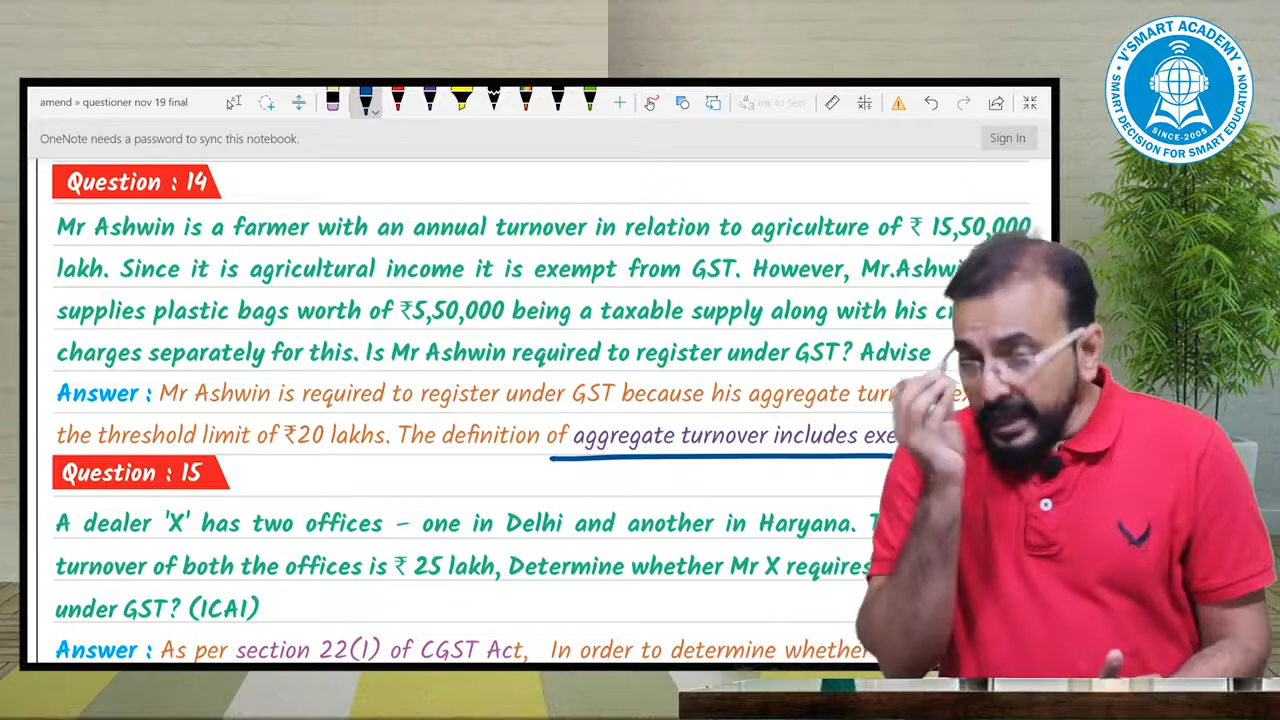 V'SMART ACADEMY
SINCE-2005
SMART DECISION FOR SMART EDUCATION
amend » questioner nov 19 final
Ink to Text
OneNote needs a password to sync this notebook.
Sign In
Question : 14
Mr Ashwin is a farmer with an annual turnover in relation to agriculture of ₹ 15,50,000
lakh. Since it is agricultural income it is exempt from GST. However,
supplies plastic bags worth of ₹5,50,000 being a taxable supply along with his
charges separately for this. Is Mr Ashwin required to register under GST? Advise
Answer : Mr Ashwin is required to register under GST because his aggregate
the threshold limit of ₹20 lakhs. The definition of aggregate turnover includes
Question : 15
A dealer 'X' has two offices – one in Delhi and another in Haryana.
turnover of both the offices is ₹ 25 lakh, Determine whether Mr X requires
under GST? (ICAI)
Answer : As per section 22(1) of CGST Act, In order to determine whether